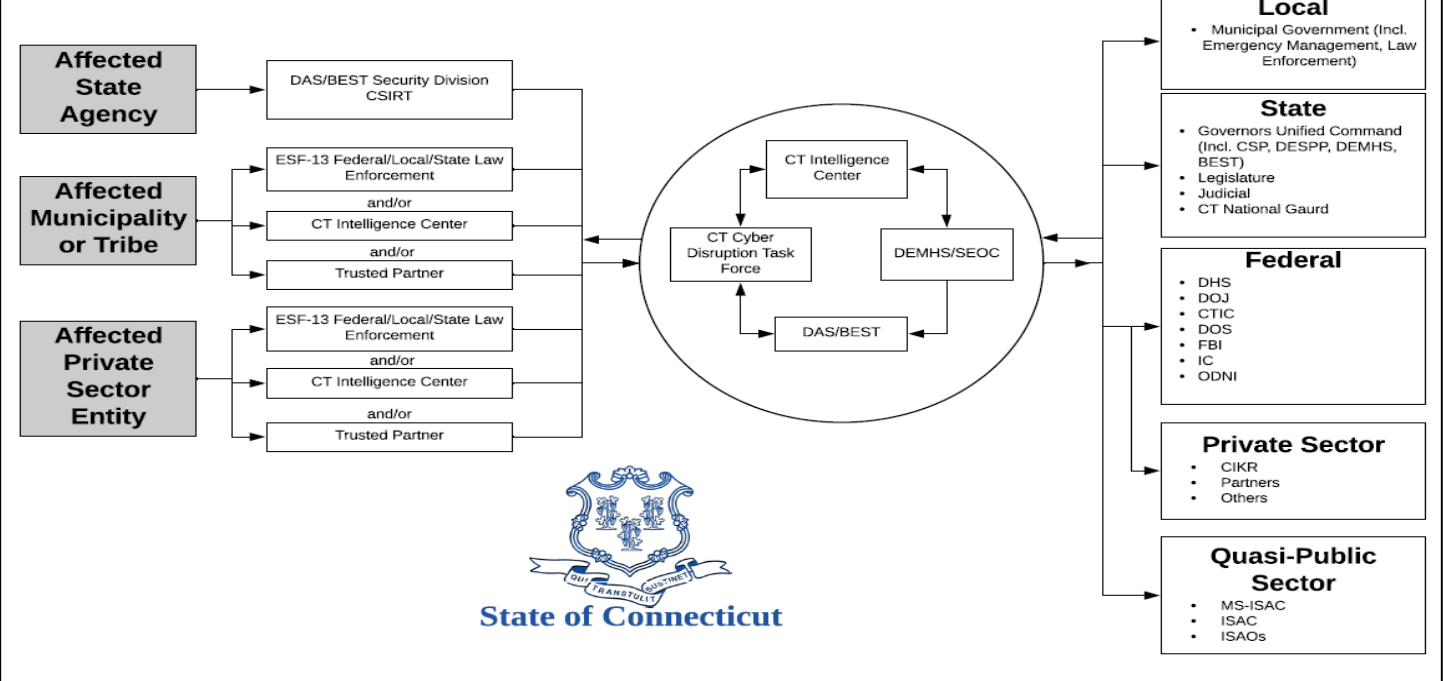 Affected
State
Agency
DAS/BEST Security Division
CSIRT
Affected
Municipality
or Tribe
ESF-13 Federal/Local/State Law
Enforcement
and/or
CT Intelligence Center
and/or
Trusted Partner
Affected
Private
Sector
Entity
ESF-13 Federal/Local/State Law
Enforcement
and/or
CT Intelligence Center
and/or
Trusted Partner
CT Intelligence
Center
CT Cyber
Disruption Task
Force
DEMHS/SEOC
DAS/BEST
Local
• Municipal Government (Incl.
Emergency Management, Law
Enforcement)
State
• Governors Unified Command
(Incl. CSP, DESPP, DEMHS,
BEST)
• Legislature
• Judicial
• CT National Gaurd
Federal
• DHS
• DOJ
• CTIC
• DOS
• FBI
• IC
• ODNI
Private Sector
• CIKR
• Partners
• Others
Quasi-Public
Sector
• MS-ISAC
• ISAC
• ISAOs
QUI TRANSTULIT SUSTINET
State of Connecticut